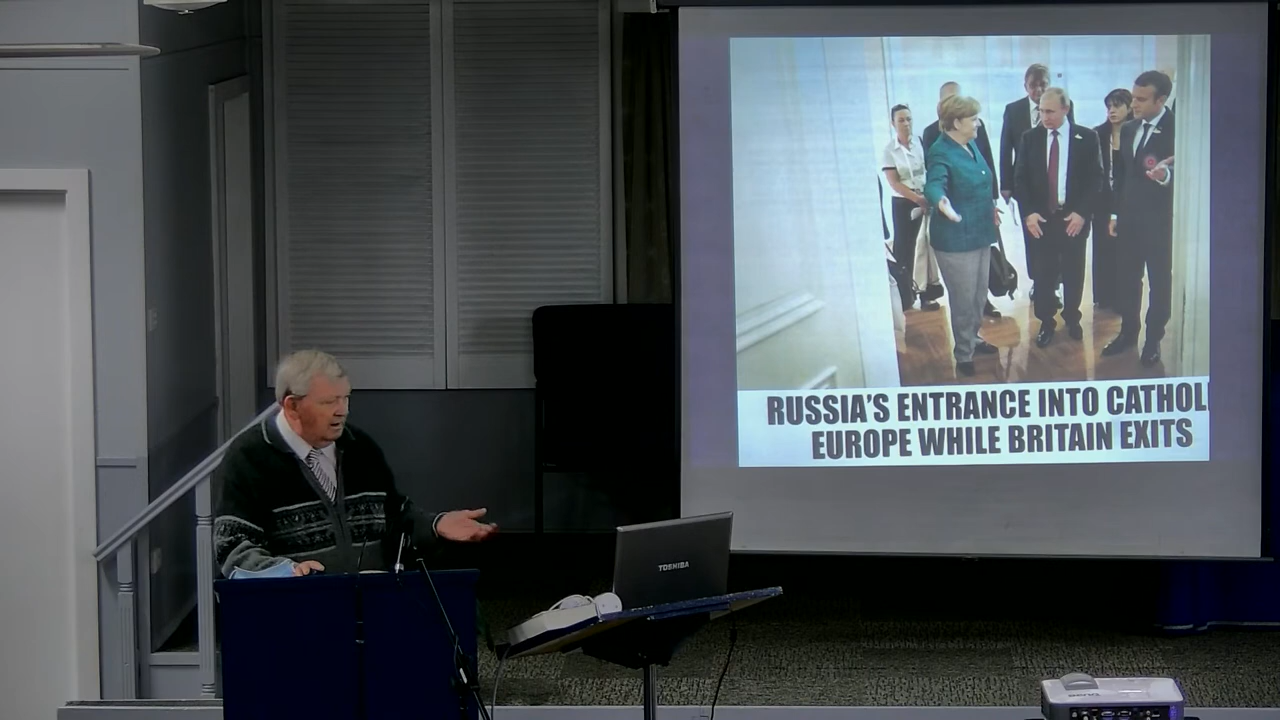 RUSSIA'S ENTRANCE INTO CATHOL
EUROPE WHILE BRITAIN EXITS
TOSHIBA